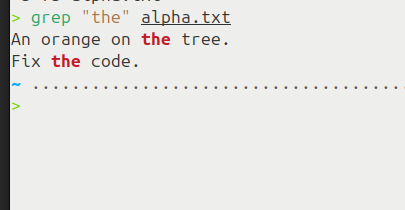 > grep "the" alpha.txt
An orange on the tree.
Fix the code.
~ ......................................
>